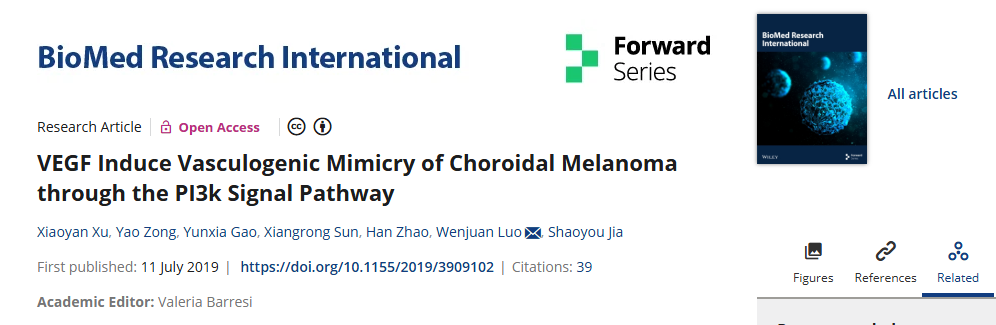 BioMed Research International
Forward
Series
BioMed Research
International
WILEY
Forward
Series
All articles
Research Article
Open Access
cc
VEGF Induce Vasculogenic Mimicry of Choroidal Melanoma
through the PI3k Signal Pathway
Xiaoyan Xu, Yao Zong, Yunxia Gao, Xiangrong Sun, Han Zhao, Wenjuan Luo, Shaoyou Jia
First published: 11 July 2019 | https://doi.org/10.1155/2019/3909102 | Citations: 39
Academic Editor: Valeria Barresi
Figures
References
Related